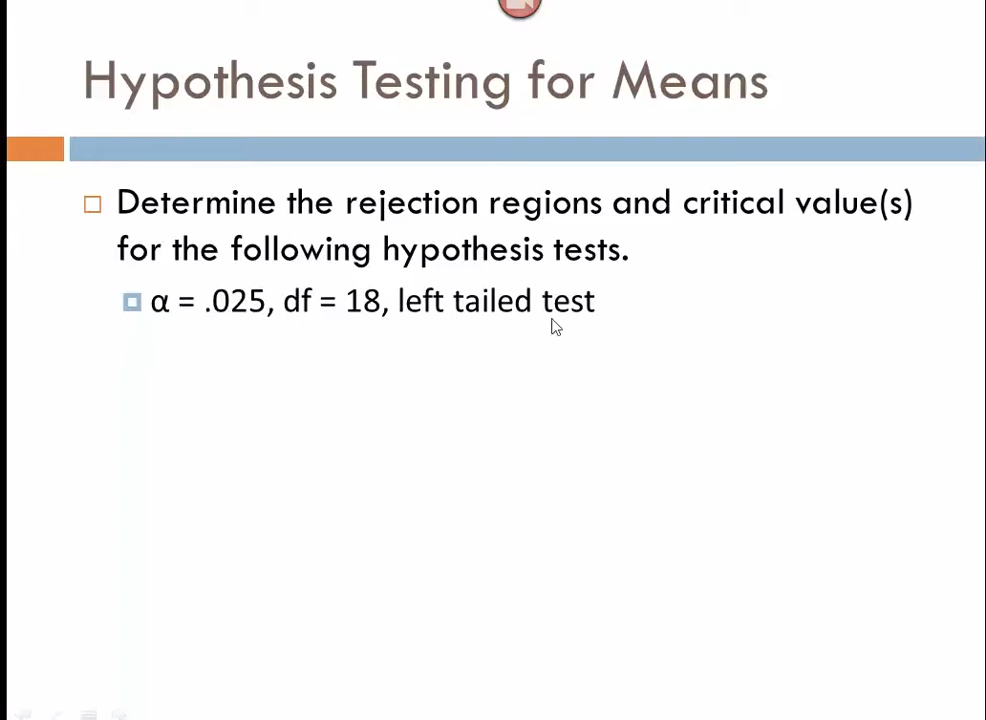 Hypothesis Testing for Means
Determine the rejection regions and critical value(s)
for the following hypothesis tests.
α = .025, df = 18, left tailed test